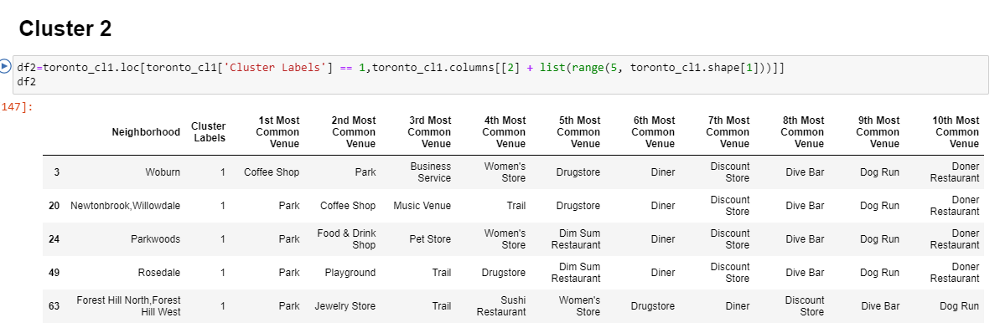 Cluster 2
df2=toronto_cl1.loc[toronto_cl1['Cluster Labels'] == 1,toronto_cl1.columns[[2] + list(range(5, toronto_cl1.shape[1]))]]
df2
147]:
Neighborhood Cluster Labels 1st Most Common Venue 2nd Most Common Venue 3rd Most Common Venue 4th Most Common Venue 5th Most Common Venue 6th Most Common Venue 7th Most Common Venue 8th Most Common Venue 9th Most Common Venue 10th Most Common Venue
3 Woburn 1 Coffee Shop Park Business Service Women's Store Drugstore Diner Discount Store Dive Bar Dog Run Doner Restaurant
20 Newtonbrook,Willowdale 1 Park Coffee Shop Music Venue Trail Drugstore Diner Discount Store Dive Bar Dog Run Doner Restaurant
24 Parkwoods 1 Park Food & Drink Shop Pet Store Women's Store Dim Sum Restaurant Diner Discount Store Dive Bar Dog Run Doner Restaurant
49 Rosedale 1 Park Playground Trail Drugstore Dim Sum Restaurant Diner Discount Store Dive Bar Dog Run Doner Restaurant
63 Forest Hill North,Forest Hill West 1 Park Jewelry Store Trail Sushi Restaurant Women's Store Drugstore Diner Discount Store Dive Bar Dog Run